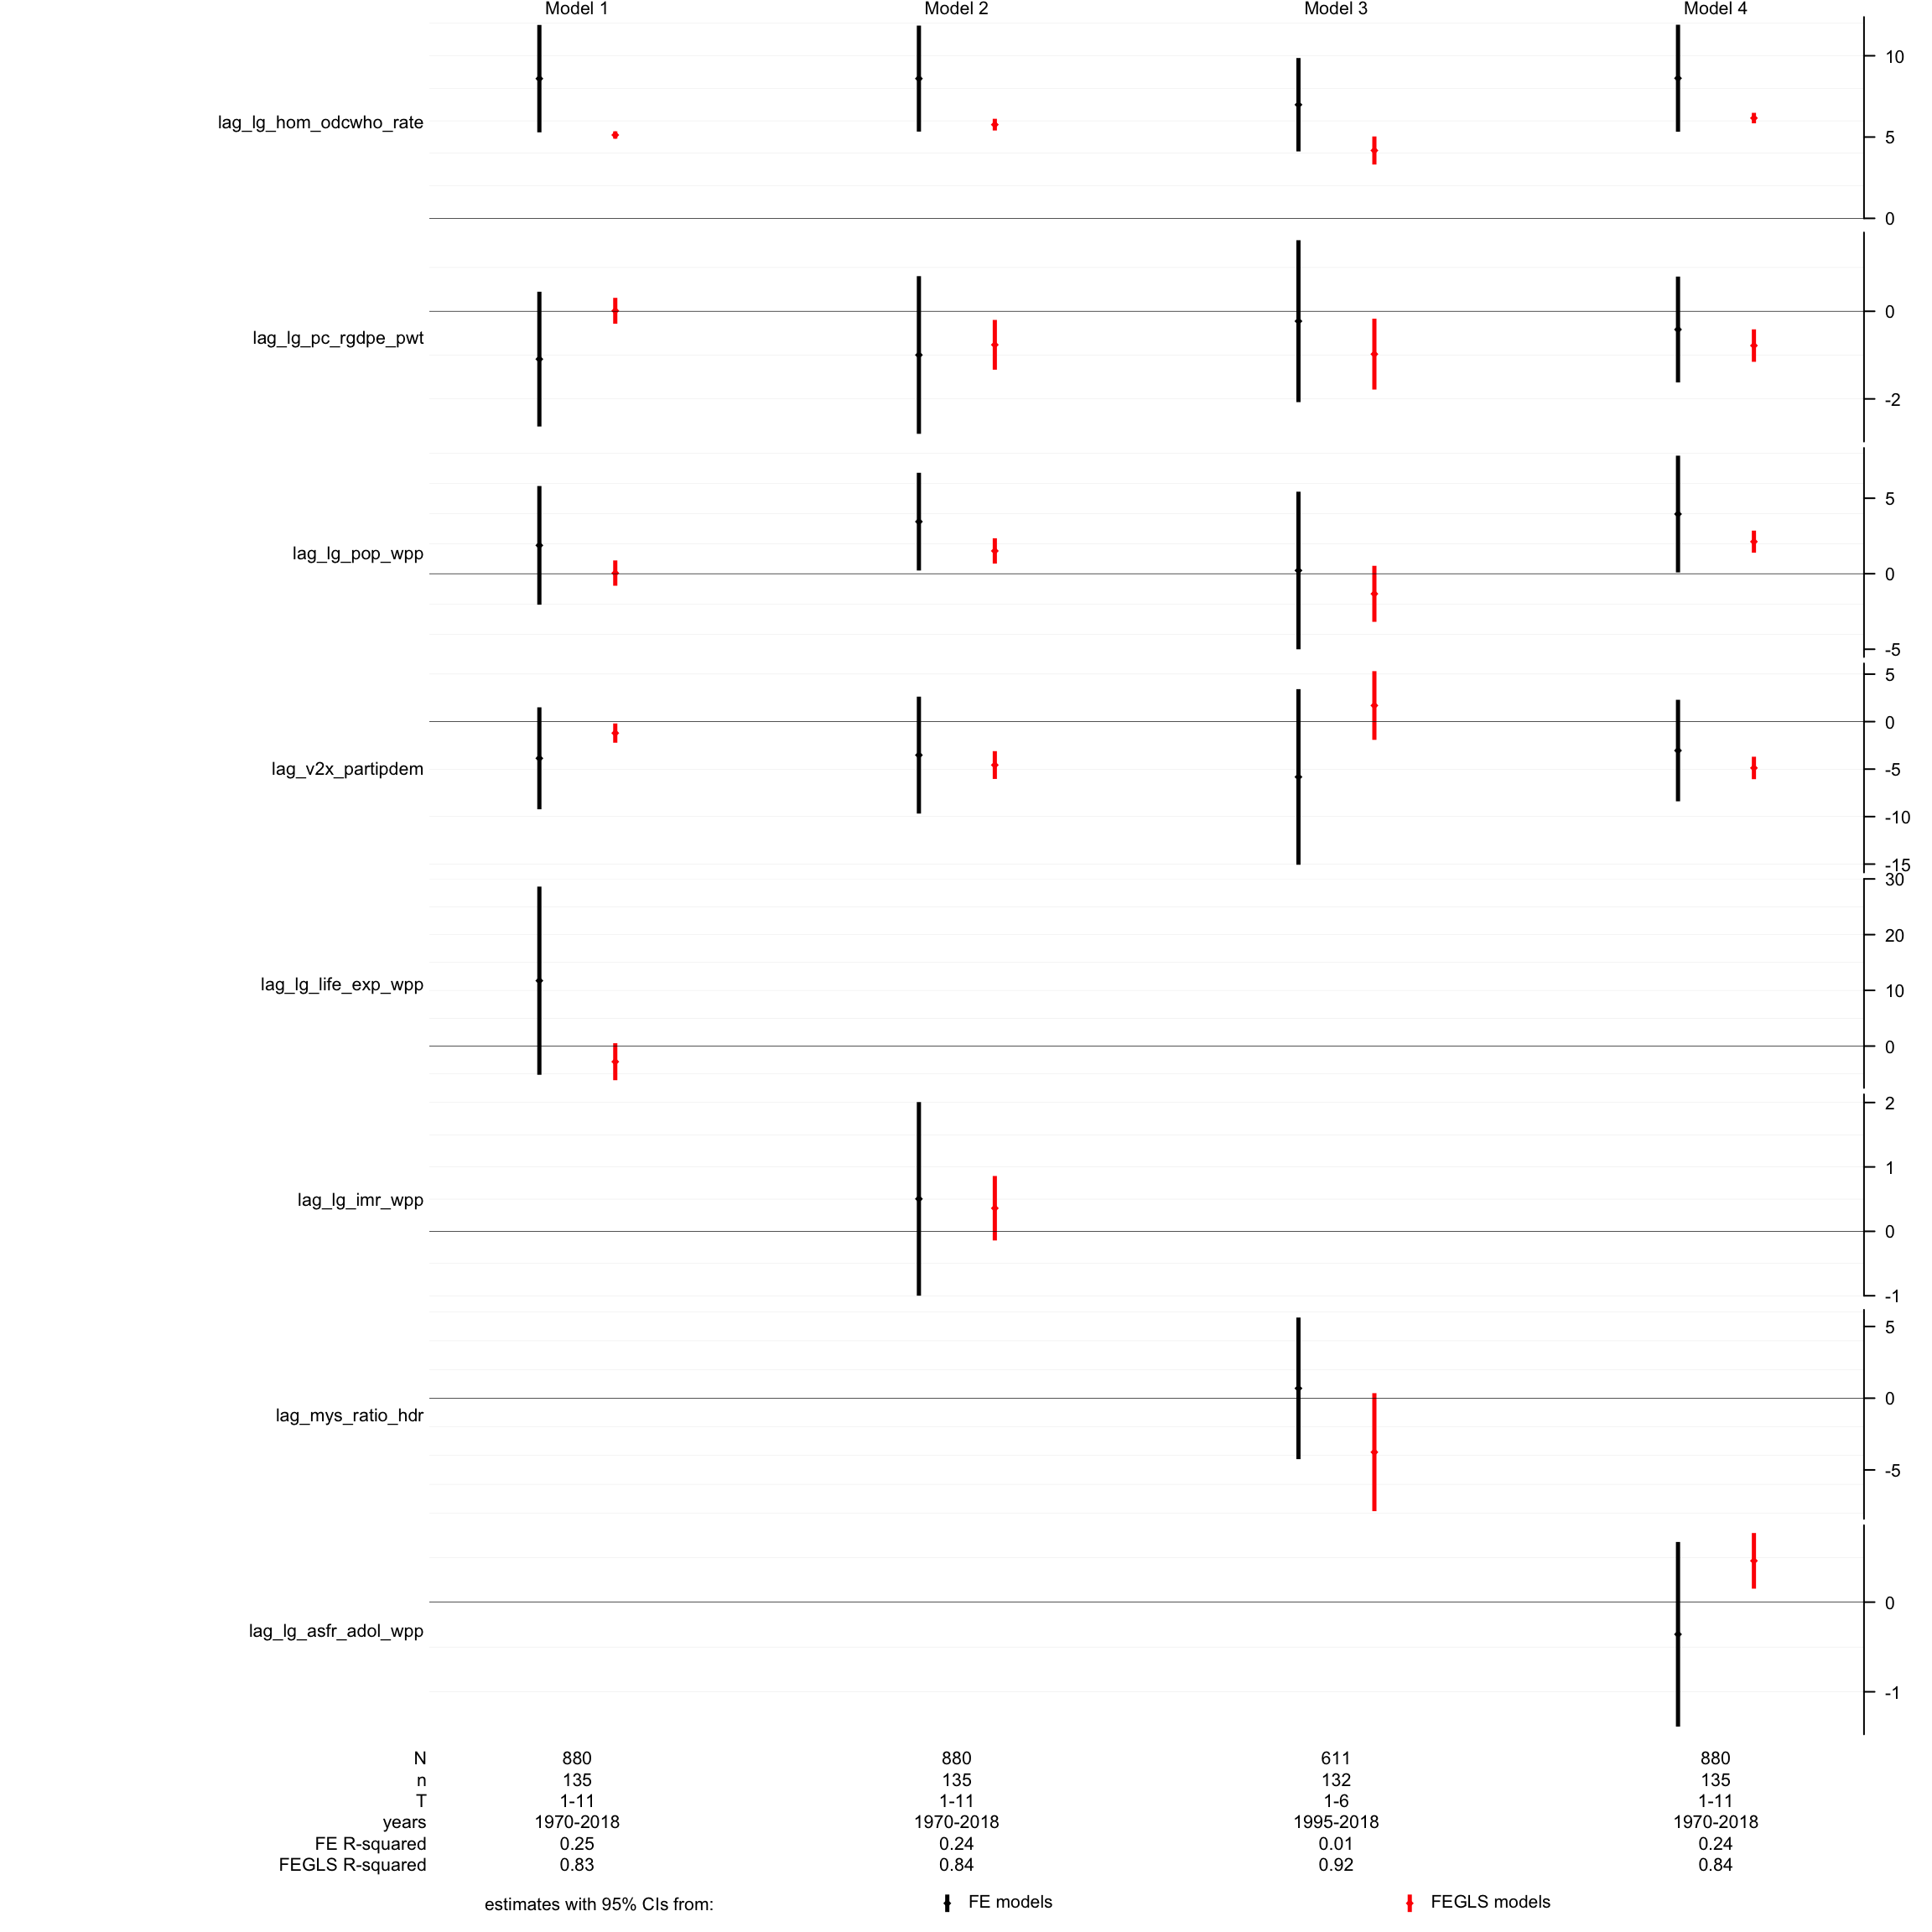 Model 1 Model 2 Model 3 Model 4
lag_lg_hom_odcwho_rate
10
5
0
lag_lg_pc_rgdpe_pwt
0
-2
lag_lg_pop_wpp
5
0
-5
lag_v2x_partipdem
5
0
-5
-10
-15
lag_lg_life_exp_wpp
30
20
10
0
lag_lg_imr_wpp
2
1
0
-1
lag_mys_ratio_hdr
5
0
-5
lag_lg_asfr_adol_wpp
0
-1
N 880 880 611 880
n 135 135 132 135
T 1-11 1-11 1-6 1-11
years 1970-2018 1970-2018 1995-2018 1970-2018
FE R-squared 0.25 0.24 0.01 0.24
FEGLS R-squared 0.83 0.84 0.92 0.84
estimates with 95% CIs from: FE models FEGLS models